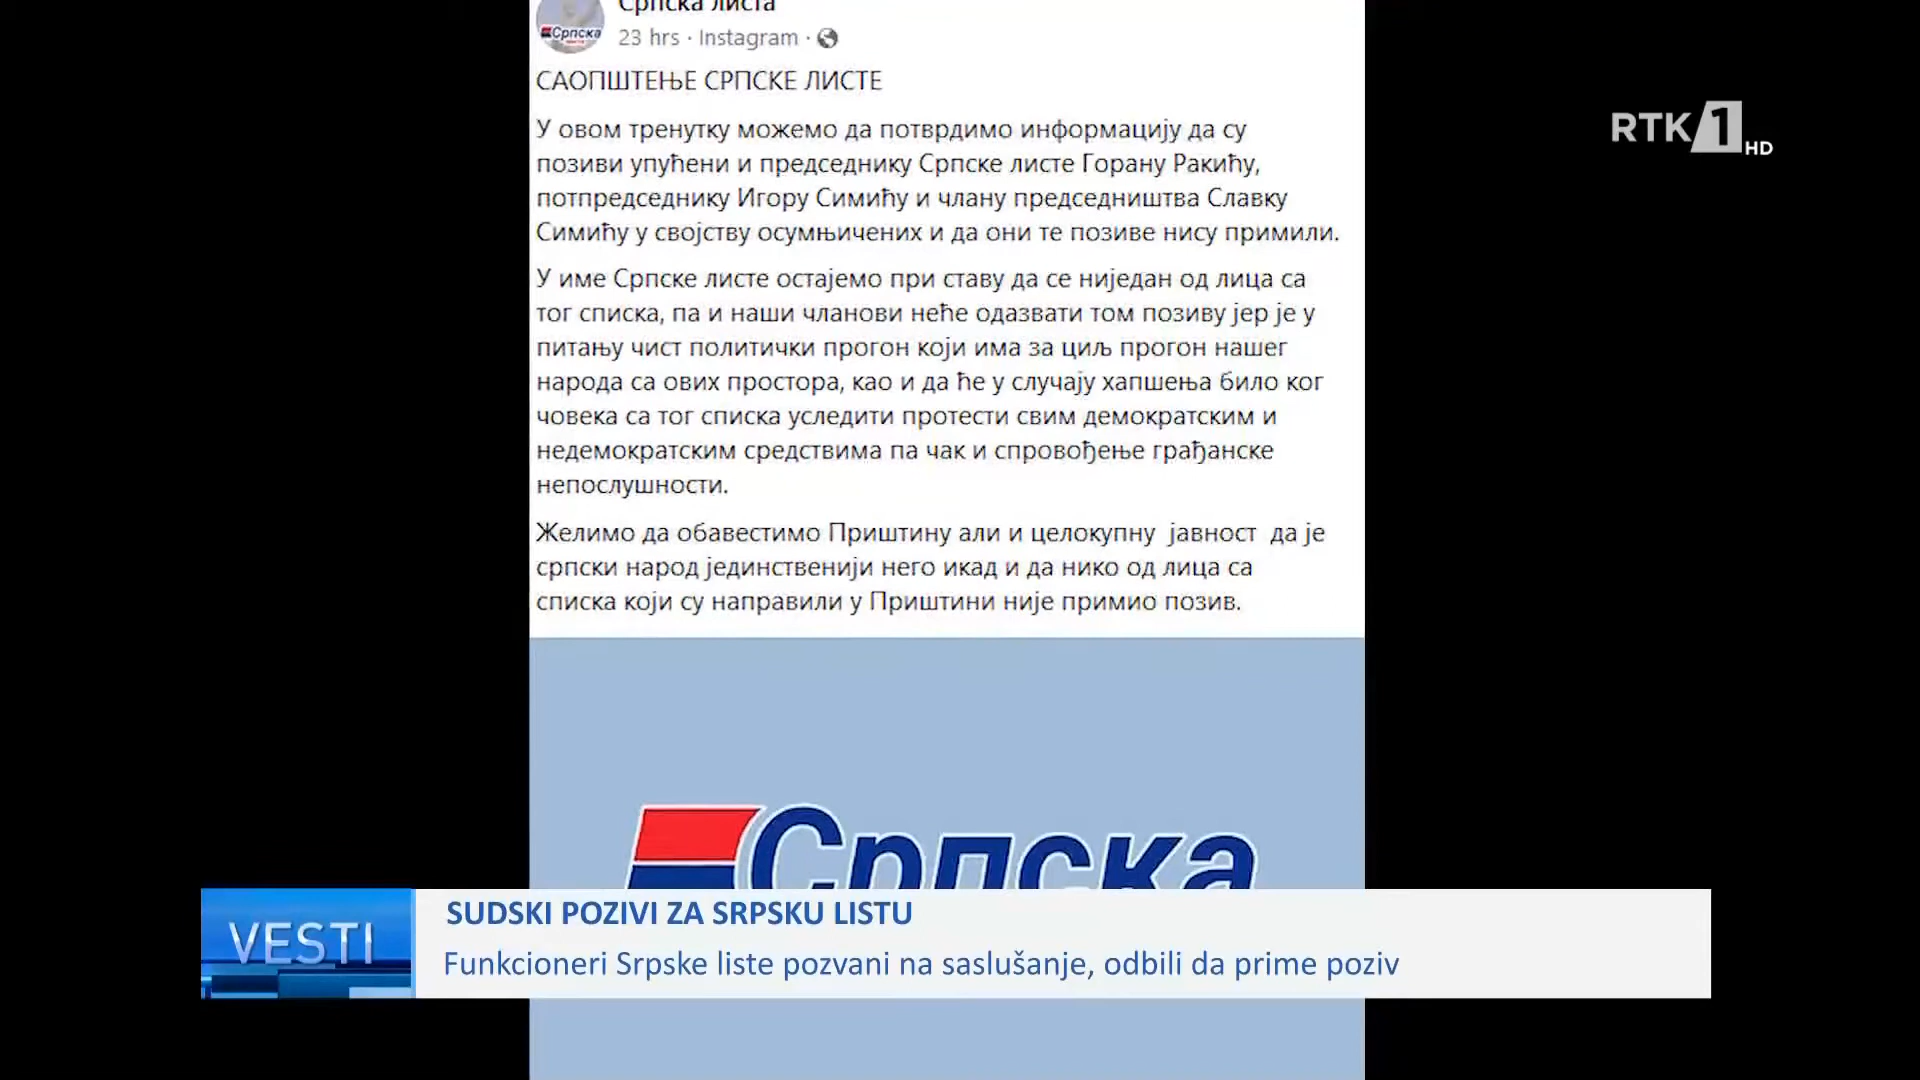 Српска листа
Српска
23 hrs · Instagram ·
САОПШТЕЊЕ СРПСКЕ ЛИСТЕ
У овом тренутку можемо да потврдимо информацију да су
позиви упућени и председнику Српске листе Горану Ракићу,
потпредседнику Игору Симићу и члану председништва Славку
Симићу у својству осумњичених и да они те позиве нису примили.
У име Српске листе остајемо при ставу да се ниједан од лица са
тог списка, па и наши чланови неће одазвати том позиву јер је у
питању чист политички прогон који има за циљ прогон нашег
народа са ових простора, као и да ће у случају хапшења било ког
човека са тог списка уследити протести свим демократским и
недемократским средствима па чак и спровођење грађанске
непослушности.
Желимо да обавестимо Приштину али и целокупну јавност да је
српски народ јединственији него икад и да нико од лица са
списка који су направили у Приштини није примио позив.
RTK 1 HD
Српска
VESTI
SUDSKI POZIVI ZA SRPSKU LISTU
Funkcioneri Srpske liste pozvani na saslušanje, odbili da prime poziv